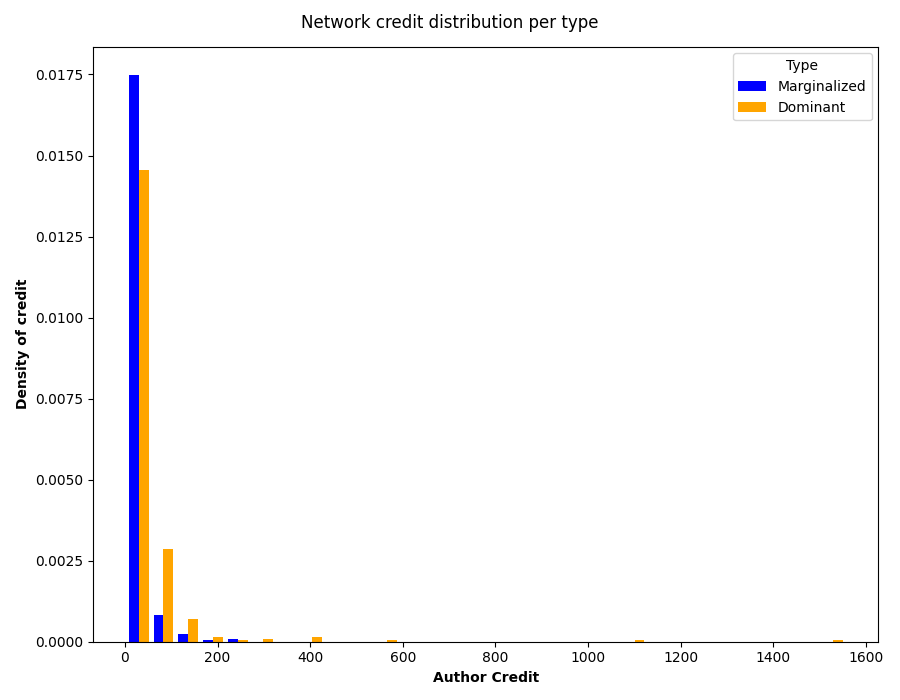 Network credit distribution per type
Type
Marginalized
Dominant
0.0175
0.0150
0.0125
0.0100
0.0075
0.0050
0.0025
0.0000
Density of credit
0 200 400 600 800 1000 1200 1400 1600
Author Credit